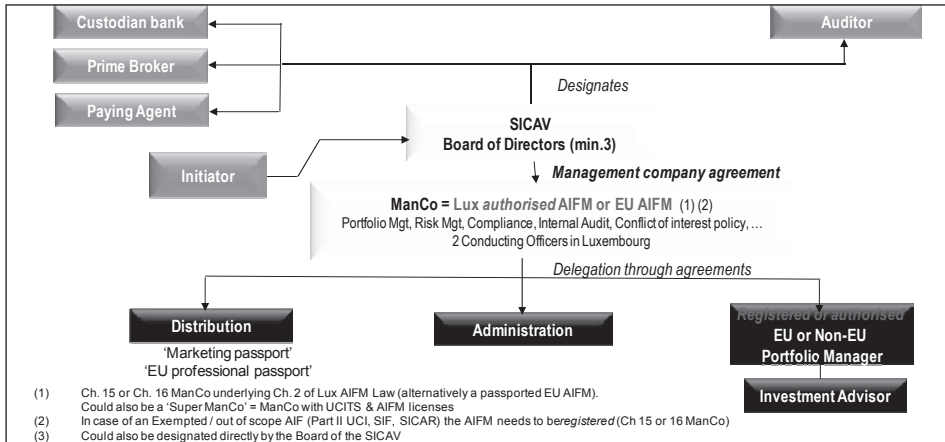 Custodian bank
Auditor
Prime Broker
Designates
Paying Agent
SICAV
Board of Directors (min.3)
Initiator
Management company agreement
ManCo = Lux authorised AIFM or EU AIFM (1) (2)
Portfolio Mgt, Risk Mgt, Compliance, Internal Audit, Conflict of interest policy, ...
2 Conducting Officers in Luxembourg
Delegation through agreements
Distribution
Administration
Registered or authorised
EU or Non-EU
Portfolio Manager
'Marketing passport'
'EU professional passport'
Investment Advisor
(1) Ch. 15 or Ch. 16 ManCo underlying Ch. 2 of Lux AIFM Law (alternatively a passported EU AIFM).
Could also be a 'Super ManCo' = ManCo with UCITS & AIFM licenses
(2) In case of an Exempted / out of scope AIF (Part II UCI, SIF, SICAR) the AIFM needs to beregistered (Ch 15 or 16 ManCo)
(3) Could also be designated directly by the Board of the SICAV